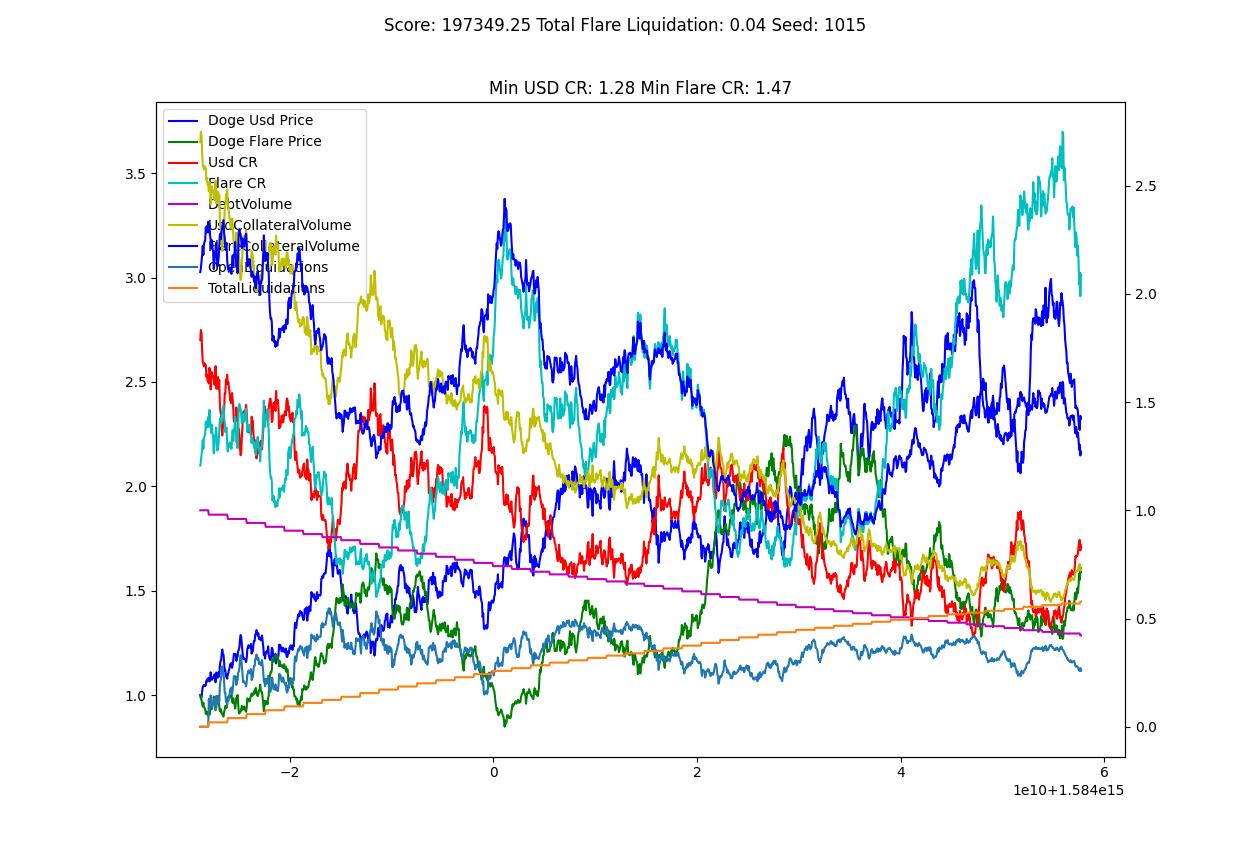 Score: 197349.25 Total Flare Liquidation: 0.04 Seed: 1015
Min USD CR: 1.28 Min Flare CR: 1.47
Doge Usd Price
Doge Flare Price
Usd CR
Flare CR
DebtVolume
UsdCollateralVolume
FlareCollateralVolume
OpenLiquidations
TotalLiquidations
3.5
3.0
2.5
2.0
1.5
1.0
2.5
2.0
1.5
1.0
0.5
0.0
−2
0
2
4
6
1e10+1.584e15